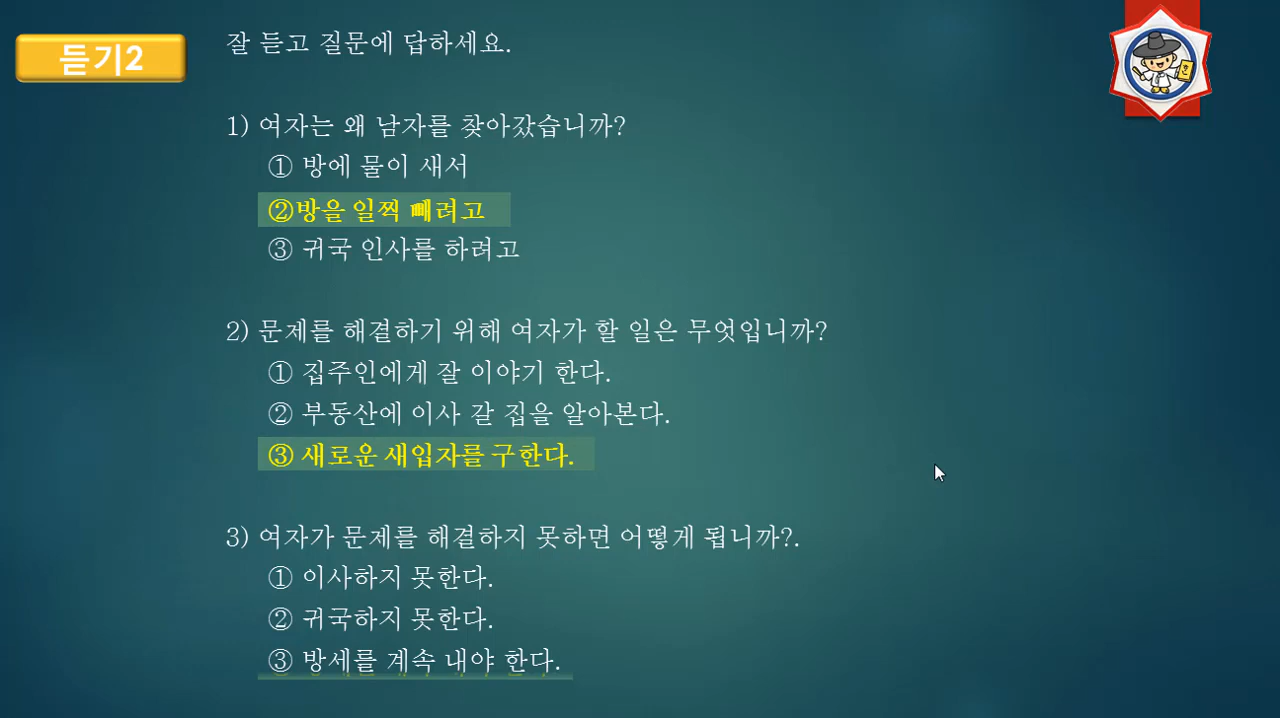 듣기2
잘 듣고 질문에 답하세요.
1) 여자는 왜 남자를 찾아갔습니까?
① 방에 물이 새서
②방을 일찍 빼려고
③ 귀국 인사를 하려고
2) 문제를 해결하기 위해 여자가 할 일은 무엇입니까?
① 집주인에게 잘 이야기 한다.
② 부동산에 이사 갈 집을 알아본다.
③ 새로운 새입자를 구한다.
3) 여자가 문제를 해결하지 못하면 어떻게 됩니까?.
① 이사하지 못한다.
② 귀국하지 못한다.
③ 방세를 계속 내야 한다.